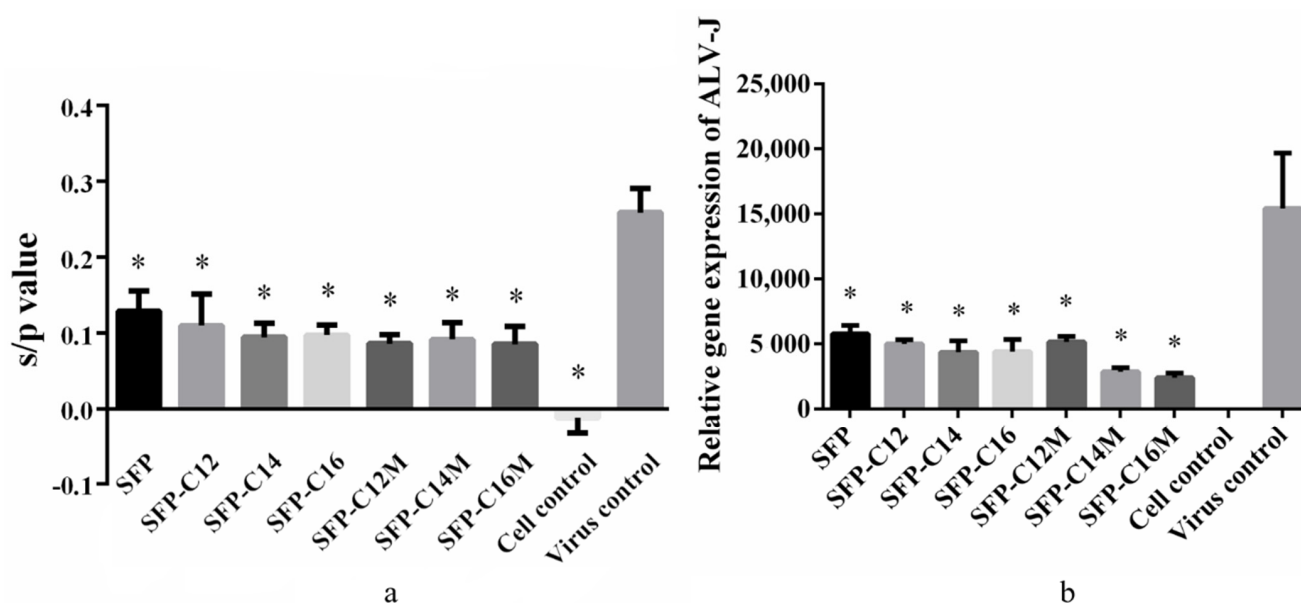 s/p value
0.4
0.3
0.2
0.1
0.0
-0.1
* * * * * * * *
SFP
SFP-C12
SFP-C14
SFP-C16
SFP-C12M
SFP-C14M
SFP-C16M
Cell control
Virus control
a
Relative gene expression of ALV-J
25,000
20,000
15,000
10,000
5 000
0
* * * * * * *
SFP
SFP-C12
SFP-C14
SFP-C16
SFP-C12M
SFP-C14M
SFP-C16M
Cell control
Virus control
b